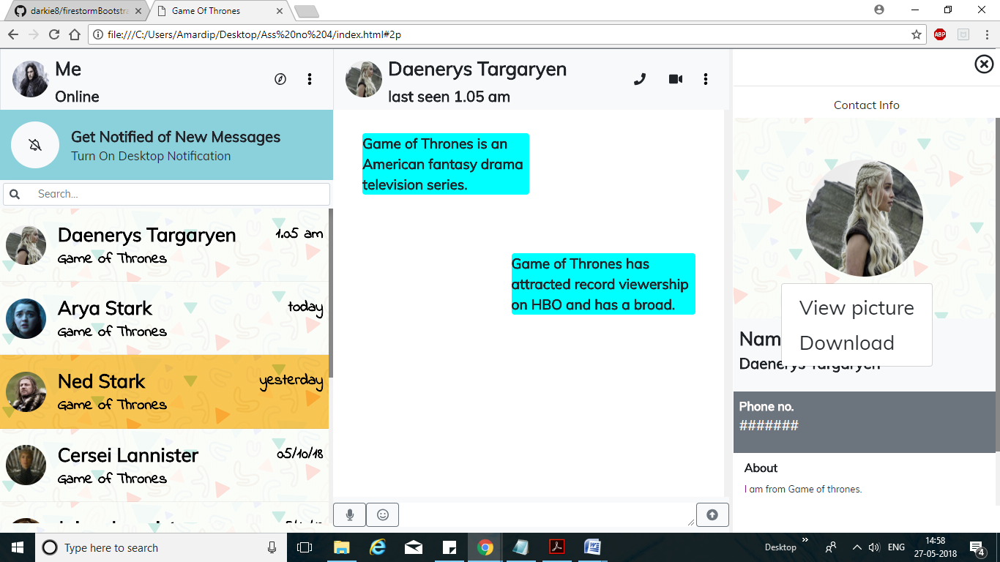 darkie8/firestormBootstra
Game Of Thrones
file:///C:/Users/Amardip/Desktop/Ass%20no%204/index.html#2p
ABP
Me
Online
Get Notified of New Messages
Turn On Desktop Notification
Search...
Daenerys Targaryen
1.05 am
Game of Thrones
Arya Stark
today
Game of Thrones
Ned Stark
yesterday
Game of Thrones
Cersei Lannister
05/10/18
Game of Thrones
Daenerys Targaryen
last seen 1.05 am
Game of Thrones is an
American fantasy drama
television series.
Game of Thrones has
attracted record viewership
on HBO and has a broad.
Contact Info
View picture
Download
Nam
Daenerys Targaryen
Phone no.
#######
About
I am from Game of thrones.
Type here to search
Desktop
ENG
14:58
27-05-2018
4